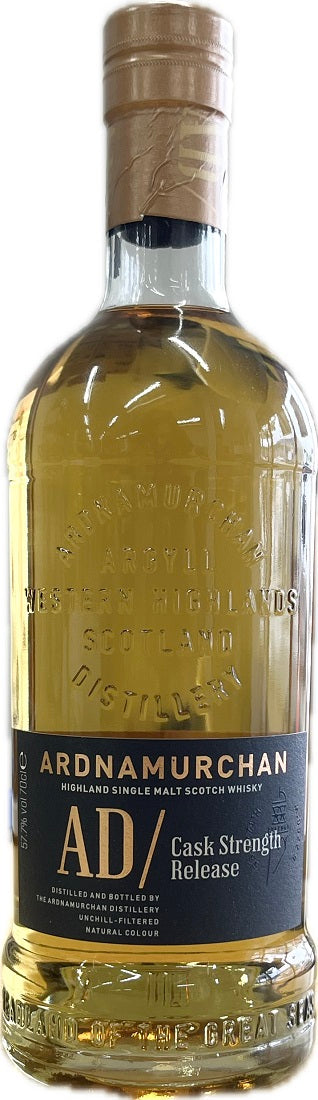 ARDNAMURCHAN
ARGYLL
WESTERN HIGHLANDS
SCOTLAND
DISTILLERY
ARDNAMURCHAN
HIGHLAND SINGLE MALT SCOTCH WHISKY
57.7% vol 70cl e
AD/
Cask Strength
Release
DISTILLED AND BOTTLED BY
THE ARDNAMURCHAN DISTILLERY
UNCHILL-FILTERED
NATURAL COLOUR
OF THE GREAT SEAS